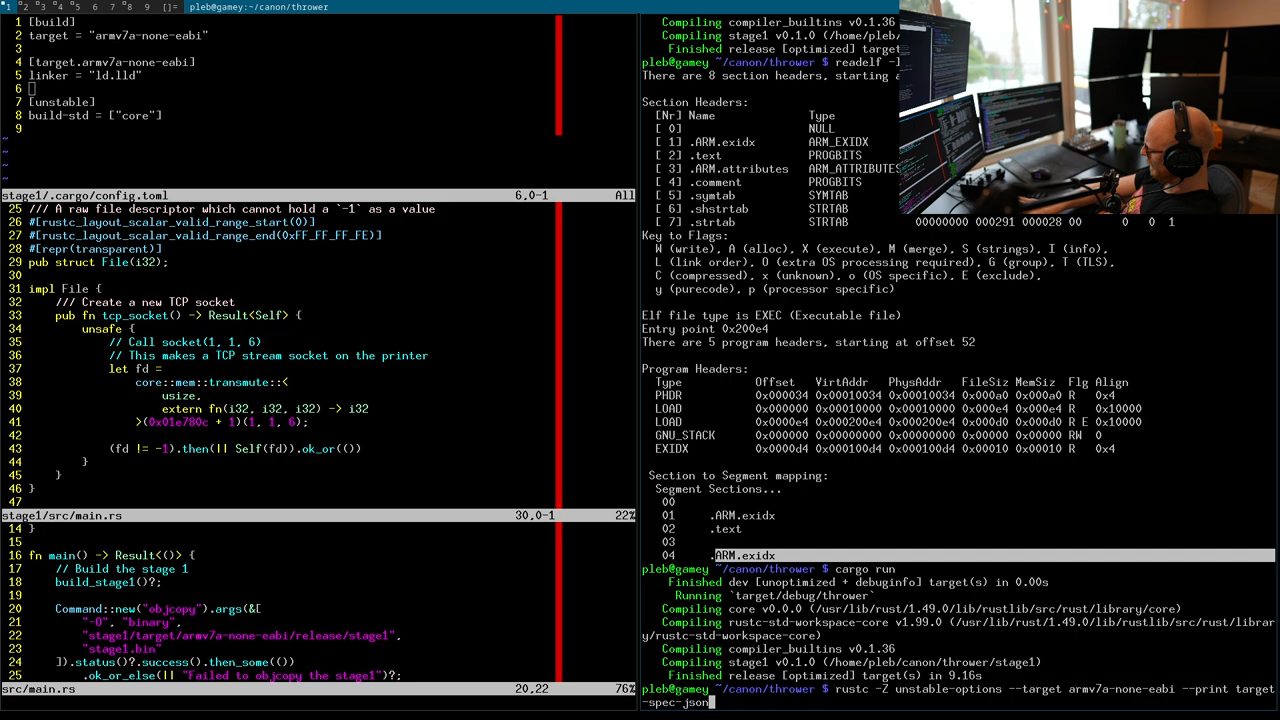 1 2 3 4 5 6 7 8 9 []= pleb@gamey:~/canon/thrower
1 [build]
2 target = "armv7a-none-eabi"
3
4 [target.armv7a-none-eabi]
5 linker = "ld.lld"
6
7 [unstable]
8 build-std = ["core"]
9
~
~
~
~
stage1/.cargo/config.toml 6,0-1 All
25 /// A raw file descriptor which cannot hold a `-1` as a value
26 #[rustc_layout_scalar_valid_range_start(0)]
27 #[rustc_layout_scalar_valid_range_end(0xFF_FF_FF_FE)]
28 #[repr(transparent)]
29 pub struct File(i32);
30
31 impl File {
32 /// Create a new TCP socket
33 pub fn tcp_socket() -> Result<Self> {
34 unsafe {
35 // Call socket(1, 1, 6)
36 // This makes a TCP stream socket on the printer
37 let fd =
38 core::mem::transmute::<
39 usize,
40 extern fn(i32, i32, i32) -> i32
41 >(0x01e780c + 1)(1, 1, 6);
42
43 (fd != -1).then(|| Self(fd)).ok_or(())
44 }
45 }
46 }
47
stage1/src/main.rs 30,0-1 22%
14 }
15
16 fn main() -> Result<()> {
17 // Build the stage 1
18 build_stage1()?;
19
20 Command::new("objcopy").args(&[
21 "-O", "binary",
22 "stage1/target/armv7a-none-eabi/release/stage1",
23 "stage1.bin"
24 ]).status()?.success().then_some(())
25 .ok_or_else(|| "Failed to objcopy the stage1")?;
src/main.rs 20,22 76%
Compiling compiler_builtins v0.1.36
Compiling stage1 v0.1.0 (/home/pleb/
Finished release [optimized] target
pleb@gamey ~/canon/thrower $ readelf -l
There are 8 section headers, starting a

Section Headers:
[Nr] Name Type
[ 0] NULL
[ 1] .ARM.exidx ARM_EXIDX
[ 2] .text PROGBITS
[ 3] .ARM.attributes ARM_ATTRIBUTES
[ 4] .comment PROGBITS
[ 5] .symtab SYMTAB
[ 6] .shstrtab STRTAB
[ 7] .strtab STRTAB 00000000 000291 000028 00 0 0 1
Key to Flags:
W (write), A (alloc), X (execute), M (merge), S (strings), I (info),
L (link order), O (extra OS processing required), G (group), T (TLS),
C (compressed), x (unknown), o (OS specific), E (exclude),
y (purecode), p (processor specific)

Elf file type is EXEC (Executable file)
Entry point 0x200e4
There are 5 program headers, starting at offset 52

Program Headers:
Type Offset VirtAddr PhysAddr FileSiz MemSiz Flg Align
PHDR 0x000034 0x00010034 0x00010034 0x000a0 0x000a0 R 0x4
LOAD 0x000000 0x00010000 0x00010000 0x000e4 0x000e4 R 0x10000
LOAD 0x0000e4 0x000200e4 0x000200e4 0x000d0 0x000d0 R E 0x10000
GNU_STACK 0x000000 0x00000000 0x00000000 0x00000 0x00000 RW 0
EXIDX 0x0000d4 0x000100d4 0x000100d4 0x00010 0x00010 R 0x4

Section to Segment mapping:
Segment Sections...
00
01 .ARM.exidx
02 .text
03
04 .ARM.exidx
pleb@gamey ~/canon/thrower $ cargo run
Finished dev [unoptimized + debuginfo] target(s) in 0.00s
Running `target/debug/thrower`
Compiling core v0.0.0 (/usr/lib/rust/1.49.0/lib/rustlib/src/rust/library/core)
Compiling rustc-std-workspace-core v1.99.0 (/usr/lib/rust/1.49.0/lib/rustlib/src/rust/librar
y/rustc-std-workspace-core)
Compiling compiler_builtins v0.1.36
Compiling stage1 v0.1.0 (/home/pleb/canon/thrower/stage1)
Finished release [optimized] target(s) in 9.16s
pleb@gamey ~/canon/thrower $ rustc -Z unstable-options --target armv7a-none-eabi --print target
-spec-json